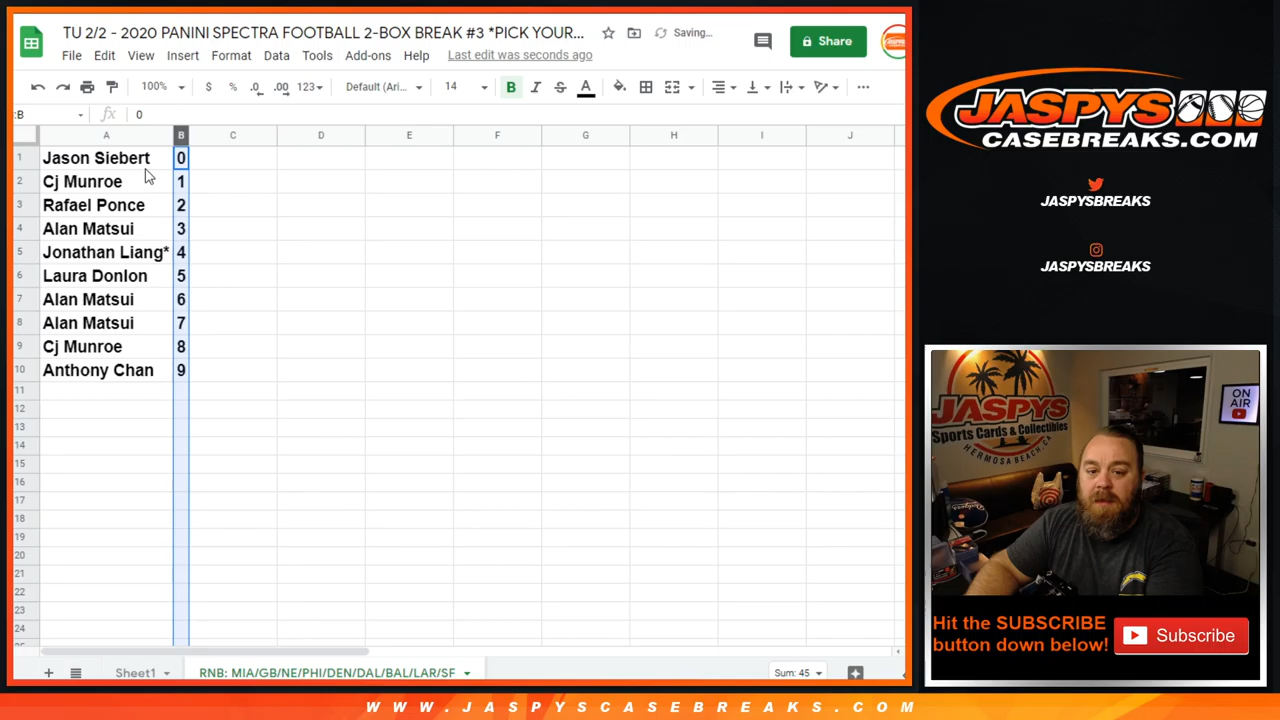 TU 2/2 - 2020 PANINI SPECTRA FOOTBALL 2-BOX BREAK #3 *PICK YOUR... Saving...
Share
File Edit View Insert Format Data Tools Add-ons Help Last edit was seconds ago
100% $ % .0 .00 123 Default (Ari... 14 B I S A
:B fx 0
A B C D E F G H I J
1 Jason Siebert 0
2 Cj Munroe 1
3 Rafael Ponce 2
4 Alan Matsui 3
5 Jonathan Liang* 4
6 Laura Donlon 5
7 Alan Matsui 6
8 Alan Matsui 7
9 Cj Munroe 8
10 Anthony Chan 9
11
12
13
14
15
16
17
18
19
20
21
22
23
24
Sheet1 RNB: MIA/GB/NE/PHI/DEN/DAL/BAL/LAR/SF Sum: 45
JASPYS
CASEBREAKS.COM
JASPYSBREAKS
JASPYSBREAKS
JASPYS
Sports Cards & Collectibles
HERMOSA BEACH, CA
ON
AIR
Hit the SUBSCRIBE
button down below!
Subscribe
WWW.JASPYSCASEBREAKS.COM